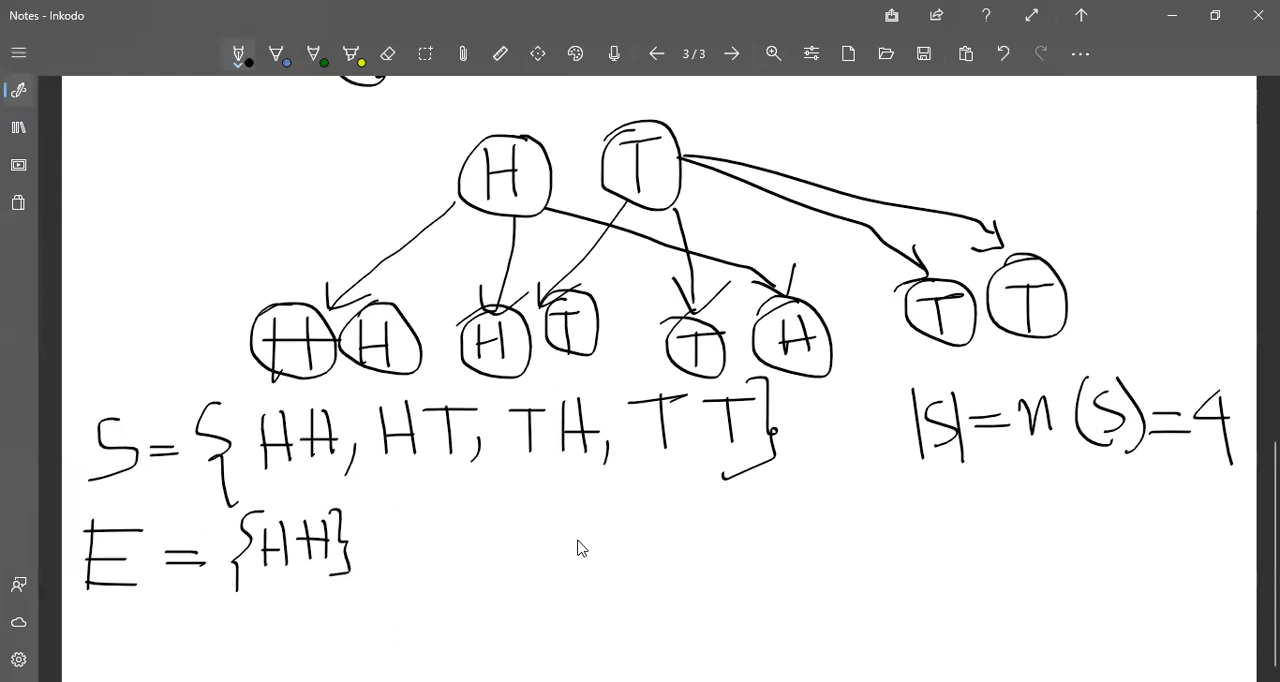 Notes - Inkodo
3/3
H T
H H H T T H T T
S = { HH, HT, TH, TT } |S| = n (S) = 4
E = {HH}